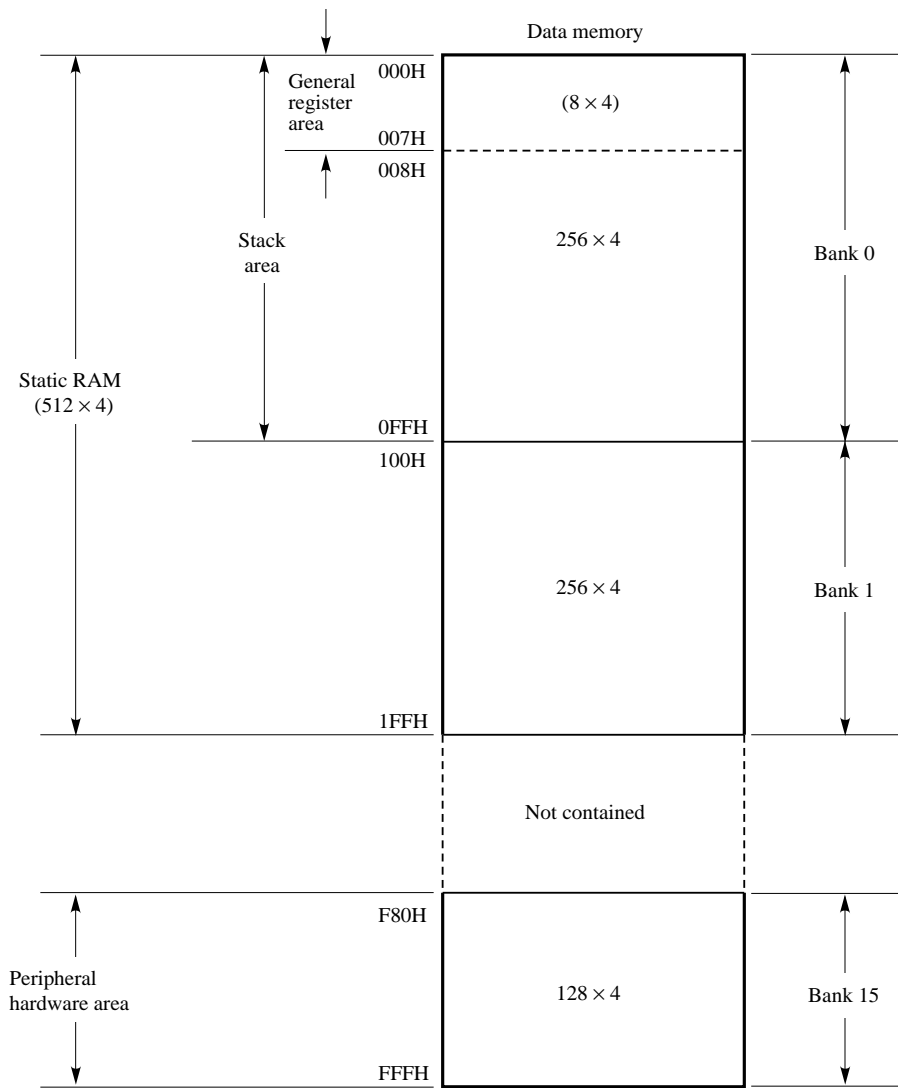 Data memory
000H
General
register
area
(8 × 4)
007H
008H
Stack
area
256 × 4
Bank 0
Static RAM
(512 × 4)
0FFH
100H
256 × 4
Bank 1
1FFH
Not contained
F80H
Peripheral
hardware area
128 × 4
Bank 15
FFFH